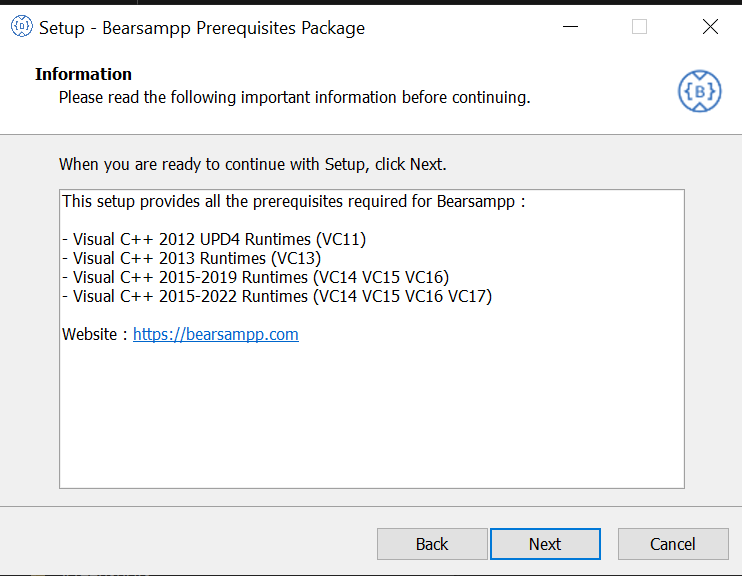 Setup - Bearsampp Prerequisites Package
Information
Please read the following important information before continuing.
{B}
When you are ready to continue with Setup, click Next.
This setup provides all the prerequisites required for Bearsampp :
- Visual C++ 2012 UPD4 Runtimes (VC11)
- Visual C++ 2013 Runtimes (VC13)
- Visual C++ 2015-2019 Runtimes (VC14 VC15 VC16)
- Visual C++ 2015-2022 Runtimes (VC14 VC15 VC16 VC17)
Website : https://bearsampp.com
Back
Next
Cancel